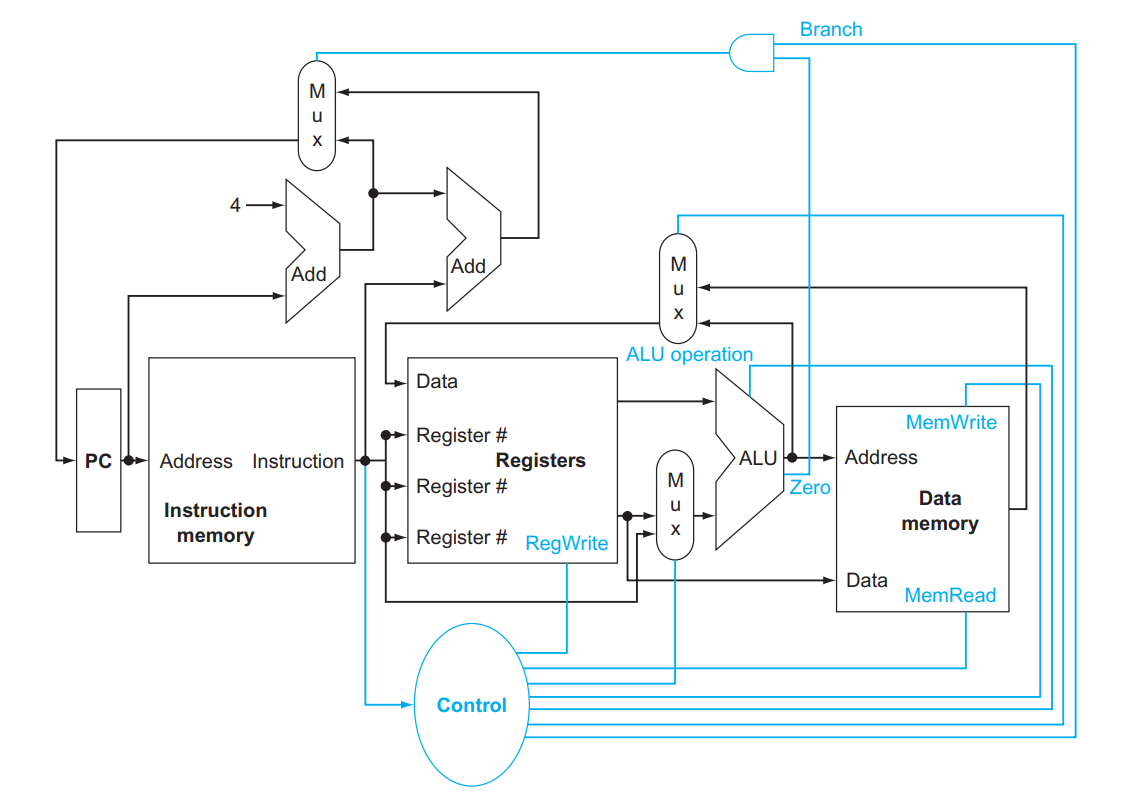 Branch
M
u
x
4
Add
Add
M
u
x
ALU operation
Data
MemWrite
Register #
PC
Address
Instruction
Registers
ALU
Address
M
u
x
Register #
Zero
Data
memory
Instruction
memory
Register #
RegWrite
Data
MemRead
Control